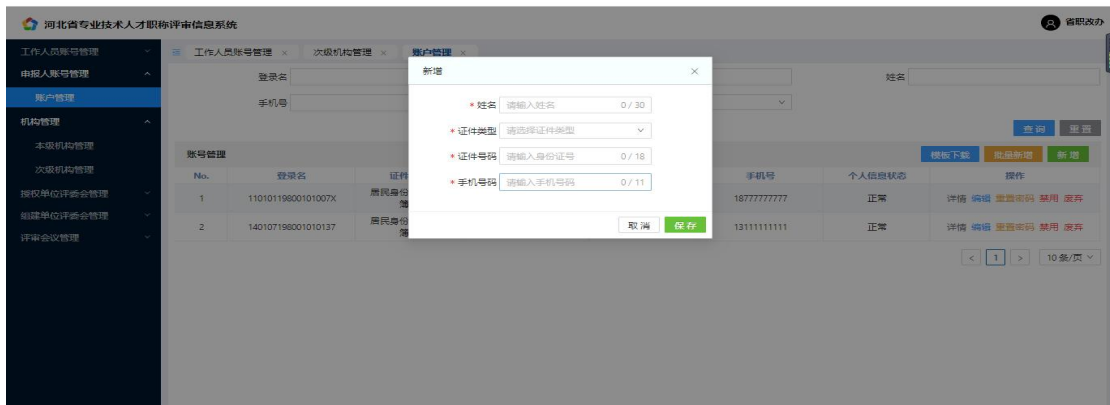 河北省专业技术人才职称评审信息系统
省职改办
工作人员账号管理
申报人账号管理
账户管理
机构管理
本级机构管理
次级机构管理
授权单位评委会管理
组建单位评委会管理
评审会议管理
工作人员账号管理 × 次级机构管理 × 账户管理 ×
登录名 姓名
手机号
查询 重置
账号管理 模板下载 批量新增 新增
No. 登录名 证件 手机号 个人信息状态 操作
1 11010119800101007X 居民身份 簿 18777777777 正常 详情 编辑 重置密码 禁用 废弃
2 140107198001010137 居民身份 簿 13111111111 正常 详情 编辑 重置密码 禁用 废弃
< 1 > 10条/页
新增 ×
* 姓名 请输入姓名 0 / 30
* 证件类型 请选择证件类型
* 证件号码 请输入身份证号 0 / 18
* 手机号码 请输入手机号码 0 / 11
取消 保存